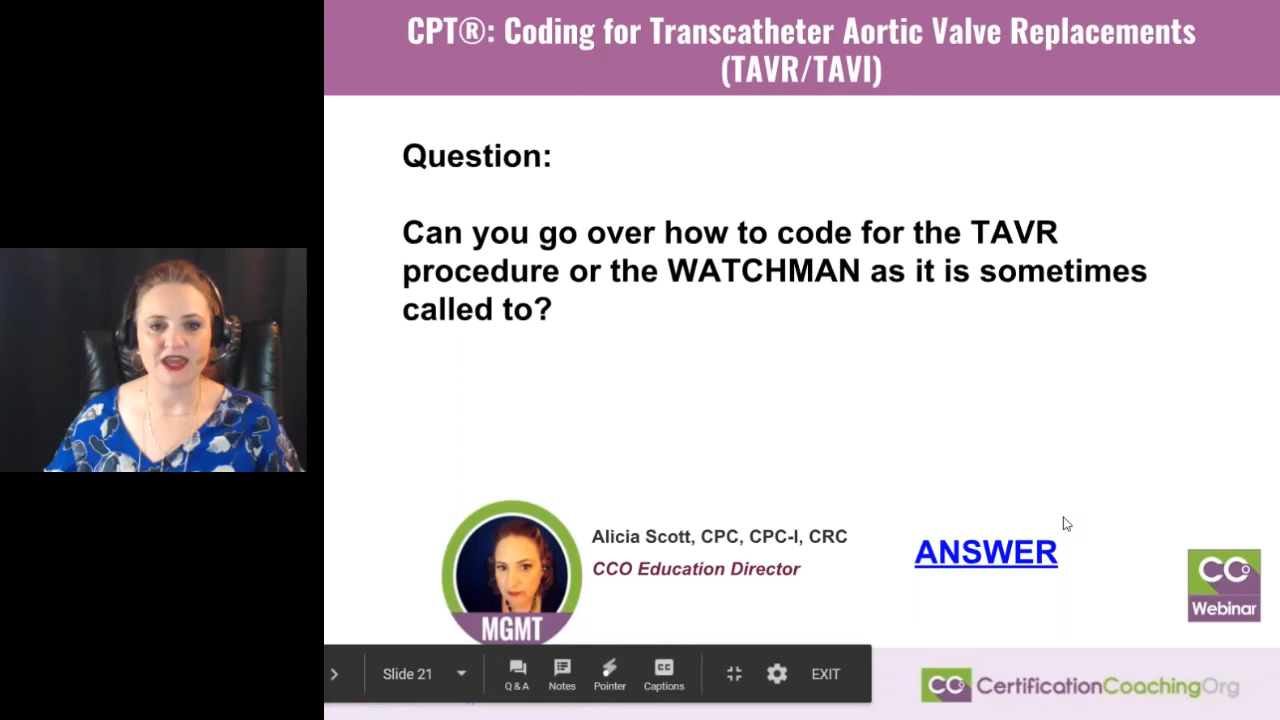 CPT®: Coding for Transcatheter Aortic Valve Replacements
(TAVR/TAVI)
Question:
Can you go over how to code for the TAVR
procedure or the WATCHMAN as it is sometimes
called to?
Alicia Scott, CPC, CPC-I, CRC
CCO Education Director
MGMT
ANSWER
CCO
Webinar
Slide 21
Q & A
Notes
Pointer
CC
Captions
EXIT
CCO CertificationCoachingOrg